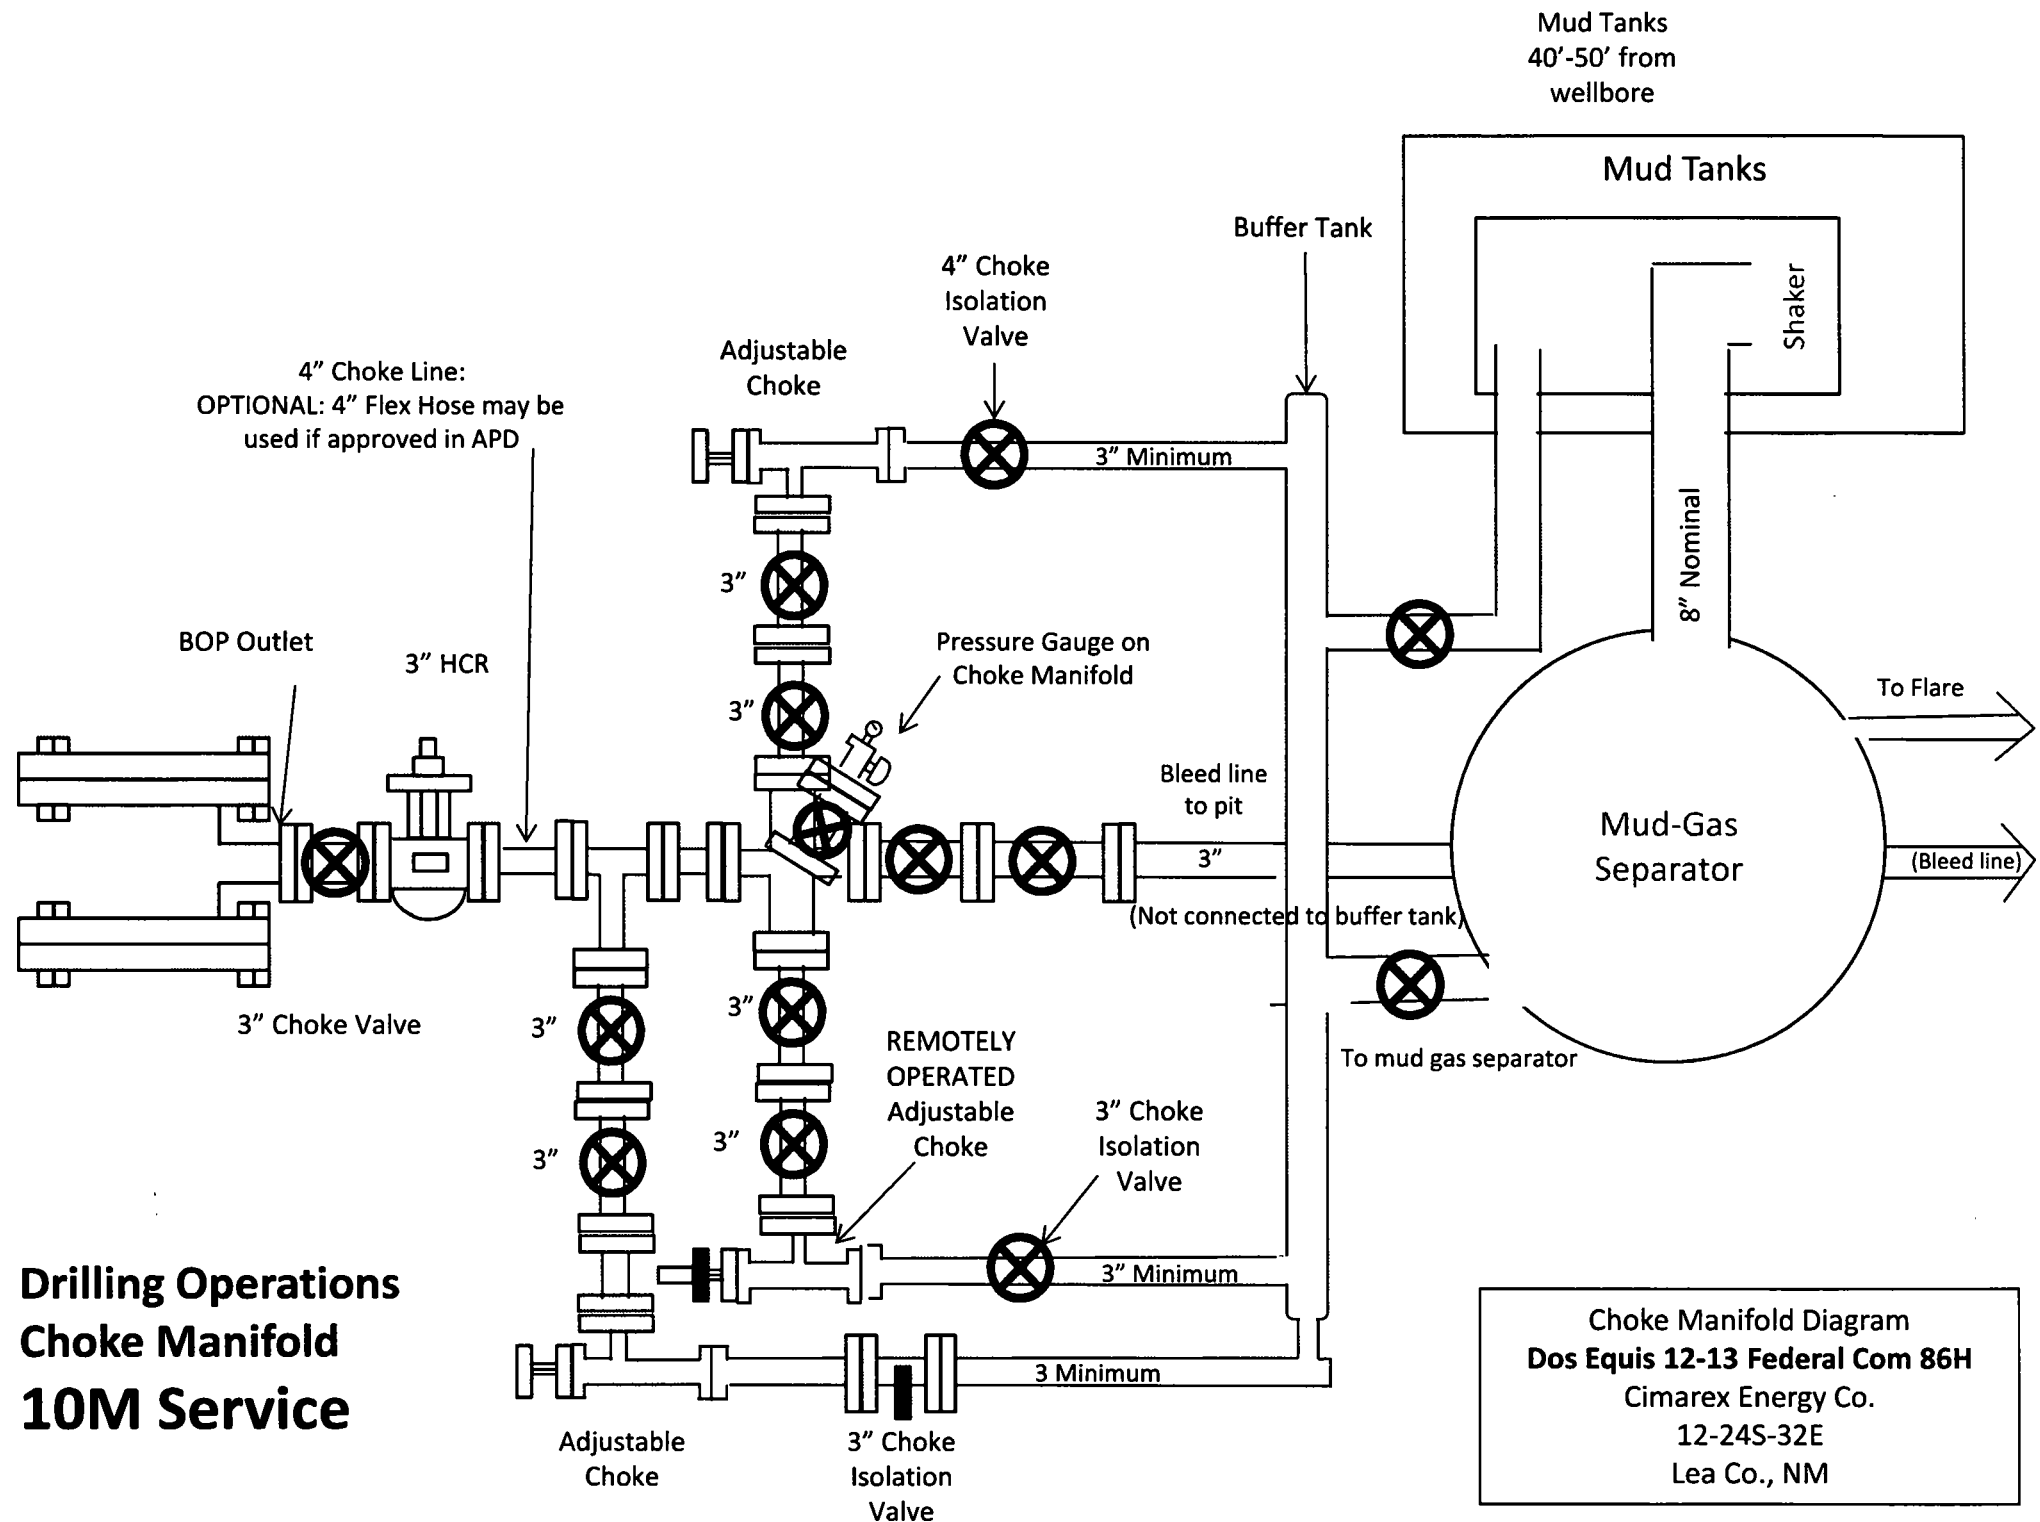 Mud Tanks
40’-50’ from
wellbore
Mud Tanks
Shaker
Buffer Tank
4” Choke
Isolation
Valve
Adjustable
Choke
4” Choke Line:
OPTIONAL: 4” Flex Hose may be
used if approved in APD
3” Minimum
8” Nominal
3”
BOP Outlet
3” HCR
Pressure Gauge on
Choke Manifold
3”
To Flare
Bleed line
to pit
3”
Mud-Gas
Separator
(Bleed line)
(Not connected to buffer tank)
3” Choke Valve
3”
3”
REMOTELY
OPERATED
Adjustable
Choke
To mud gas separator
3”
3”
3” Choke
Isolation
Valve
3” Minimum
3 Minimum
Adjustable
Choke
3” Choke
Isolation
Valve
Drilling Operations
Choke Manifold
10M Service
Choke Manifold Diagram
Dos Equis 12-13 Federal Com 86H
Cimarex Energy Co.
12-24S-32E
Lea Co., NM